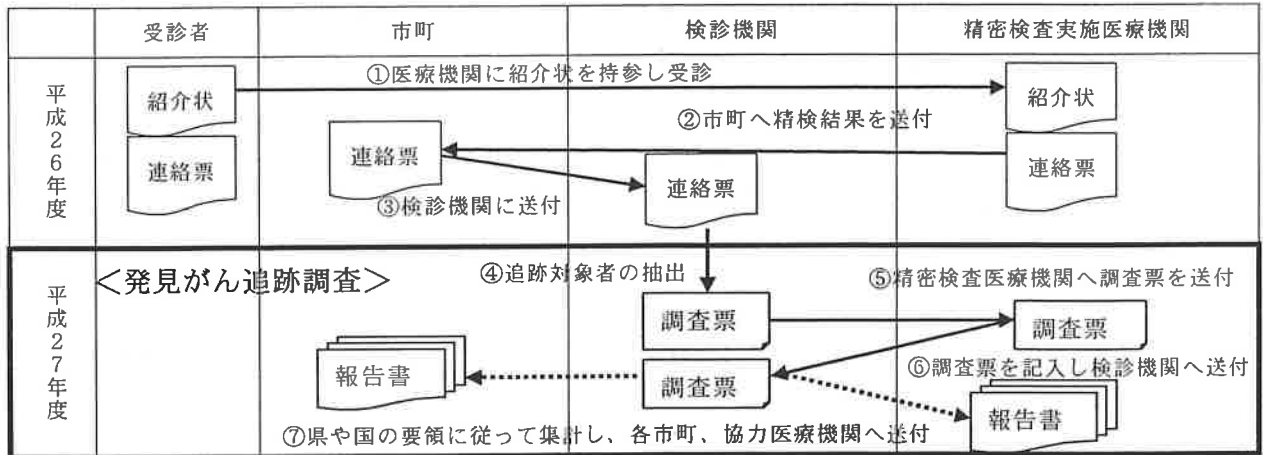 受診者
市町
検診機関
精密検査実施医療機関
平成26年度
①医療機関に紹介状を持参し受診
紹介状
紹介状
②市町へ精検結果を送付
連絡票
連絡票
連絡票
連絡票
③検診機関に送付
平成27年度
＜発見がん追跡調査＞
④追跡対象者の抽出
⑤精密検査医療機関へ調査票を送付
調査票
調査票
報告書
調査票
⑥調査票を記入し検診機関へ送付
報告書
⑦県や国の要領に従って集計し、各市町、協力医療機関へ送付